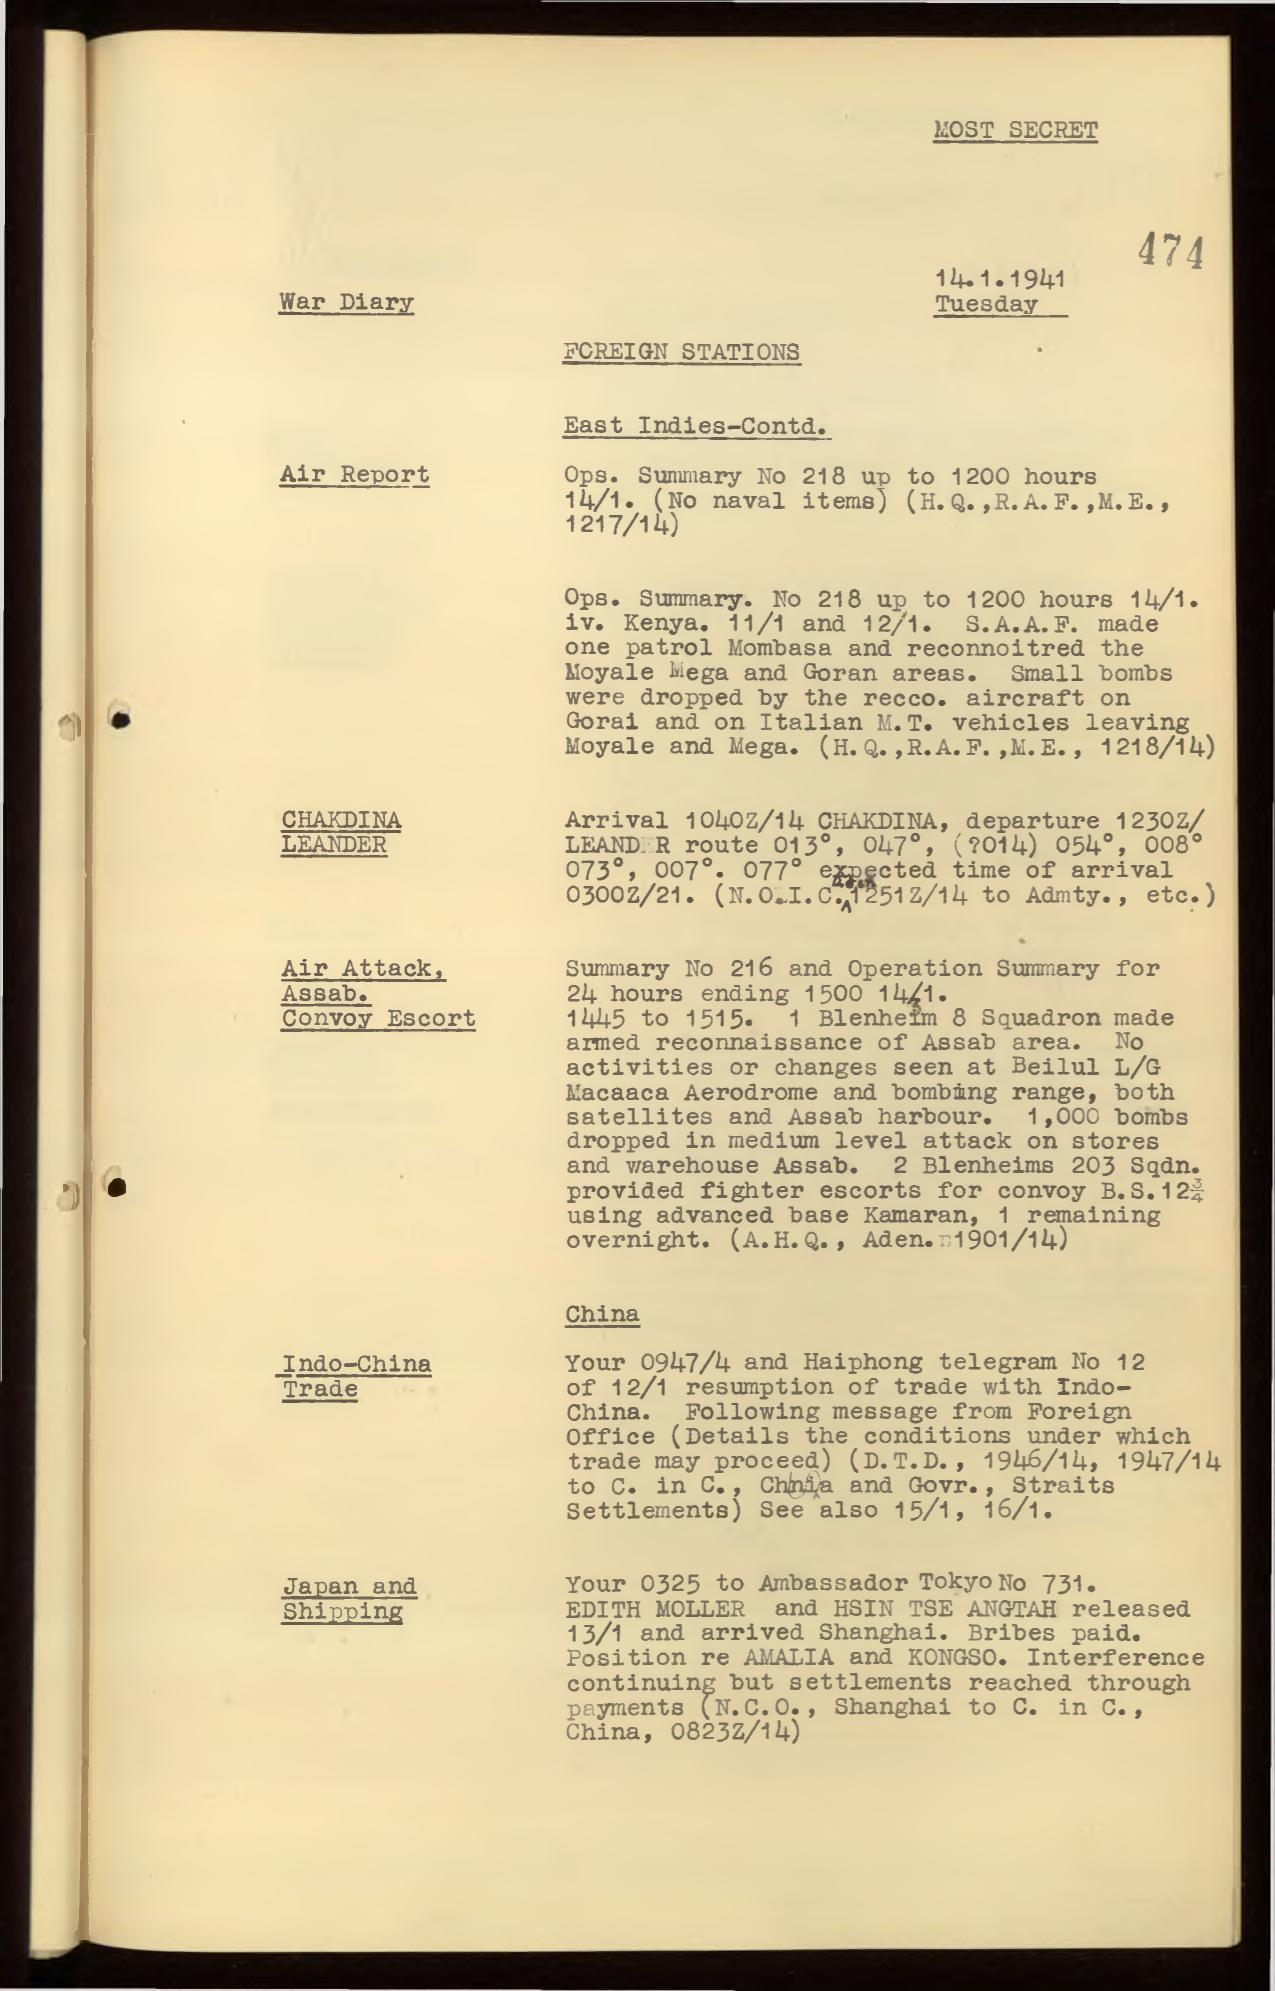 MOST SECRET
474
14.1.1941
War Diary
Tuesday
FOREIGN STATIONS
East Indies-Contd.
Air Report
Ops. Summary No 218 up to 1200 hours
14/1. (No naval items) (H.Q.,R.A.F.,M.E.,
1217/14)
Ops. Summary. No 218 up to 1200 hours 14/1.
iv. Kenya. 11/1 and 12/1. S.A.A.F. made
one patrol Mombasa and reconnoitred the
Moyale Mega and Goran areas. Small bombs
were dropped by the recco. aircraft on
Gorai and on Italian M.T. vehicles leaving
Moyale and Mega. (H.Q.,R.A.F.,M.E., 1218/14)
CHAKDINA
LEANDER
Arrival 1040Z/14 CHAKDINA, departure 1230Z/
LEANDER route 013°, 047°, (?014) 054°, 008°
073°, 007°. 077° expected time of arrival
Aden
0300Z/21. (N.O.I.C. 1251Z/14 to Admty., etc.)
Air Attack,
Assab.
Convoy Escort
Summary No 216 and Operation Summary for
24 hours ending 1500 14/1.
1445 to 1515. 1 Blenheim 8 Squadron made
armed reconnaissance of Assab area. No
activities or changes seen at Beilul L/G
Macaaca Aerodrome and bombing range, both
satellites and Assab harbour. 1,000 bombs
dropped in medium level attack on stores
and warehouse Assab. 2 Blenheims 203 Sqdn.
provided fighter escorts for convoy B.S.12¾
using advanced base Kamaran, 1 remaining
overnight. (A.H.Q., Aden. 1901/14)
China
Indo-China
Trade
Your 0947/4 and Haiphong telegram No 12
of 12/1 resumption of trade with Indo-
China. Following message from Foreign
Office (Details the conditions under which
trade may proceed) (D.T.D., 1946/14, 1947/14
to C. in C., China and Govr., Straits
Settlements) See also 15/1, 16/1.
Japan and
Shipping
Your 0325 to Ambassador Tokyo No 731.
EDITH MOLLER and HSIN TSE ANGTAH released
13/1 and arrived Shanghai. Bribes paid.
Position re AMALIA and KONGSO. Interference
continuing but settlements reached through
payments (N.C.O., Shanghai to C. in C.,
China, 0823Z/14)